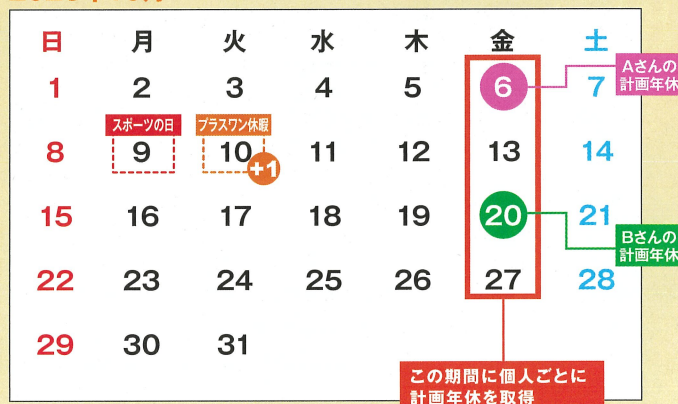 日 月 火 水 木 金 土
1 2 3 4 5 6 7
Aさんの
計画年休
スポーツの日 プラスワン休暇
8 9 10 11 12 13 14
+1
15 16 17 18 19 20 21
Bさんの
計画年休
22 23 24 25 26 27 28
29 30 31
この期間に個人ごとに
計画年休を取得